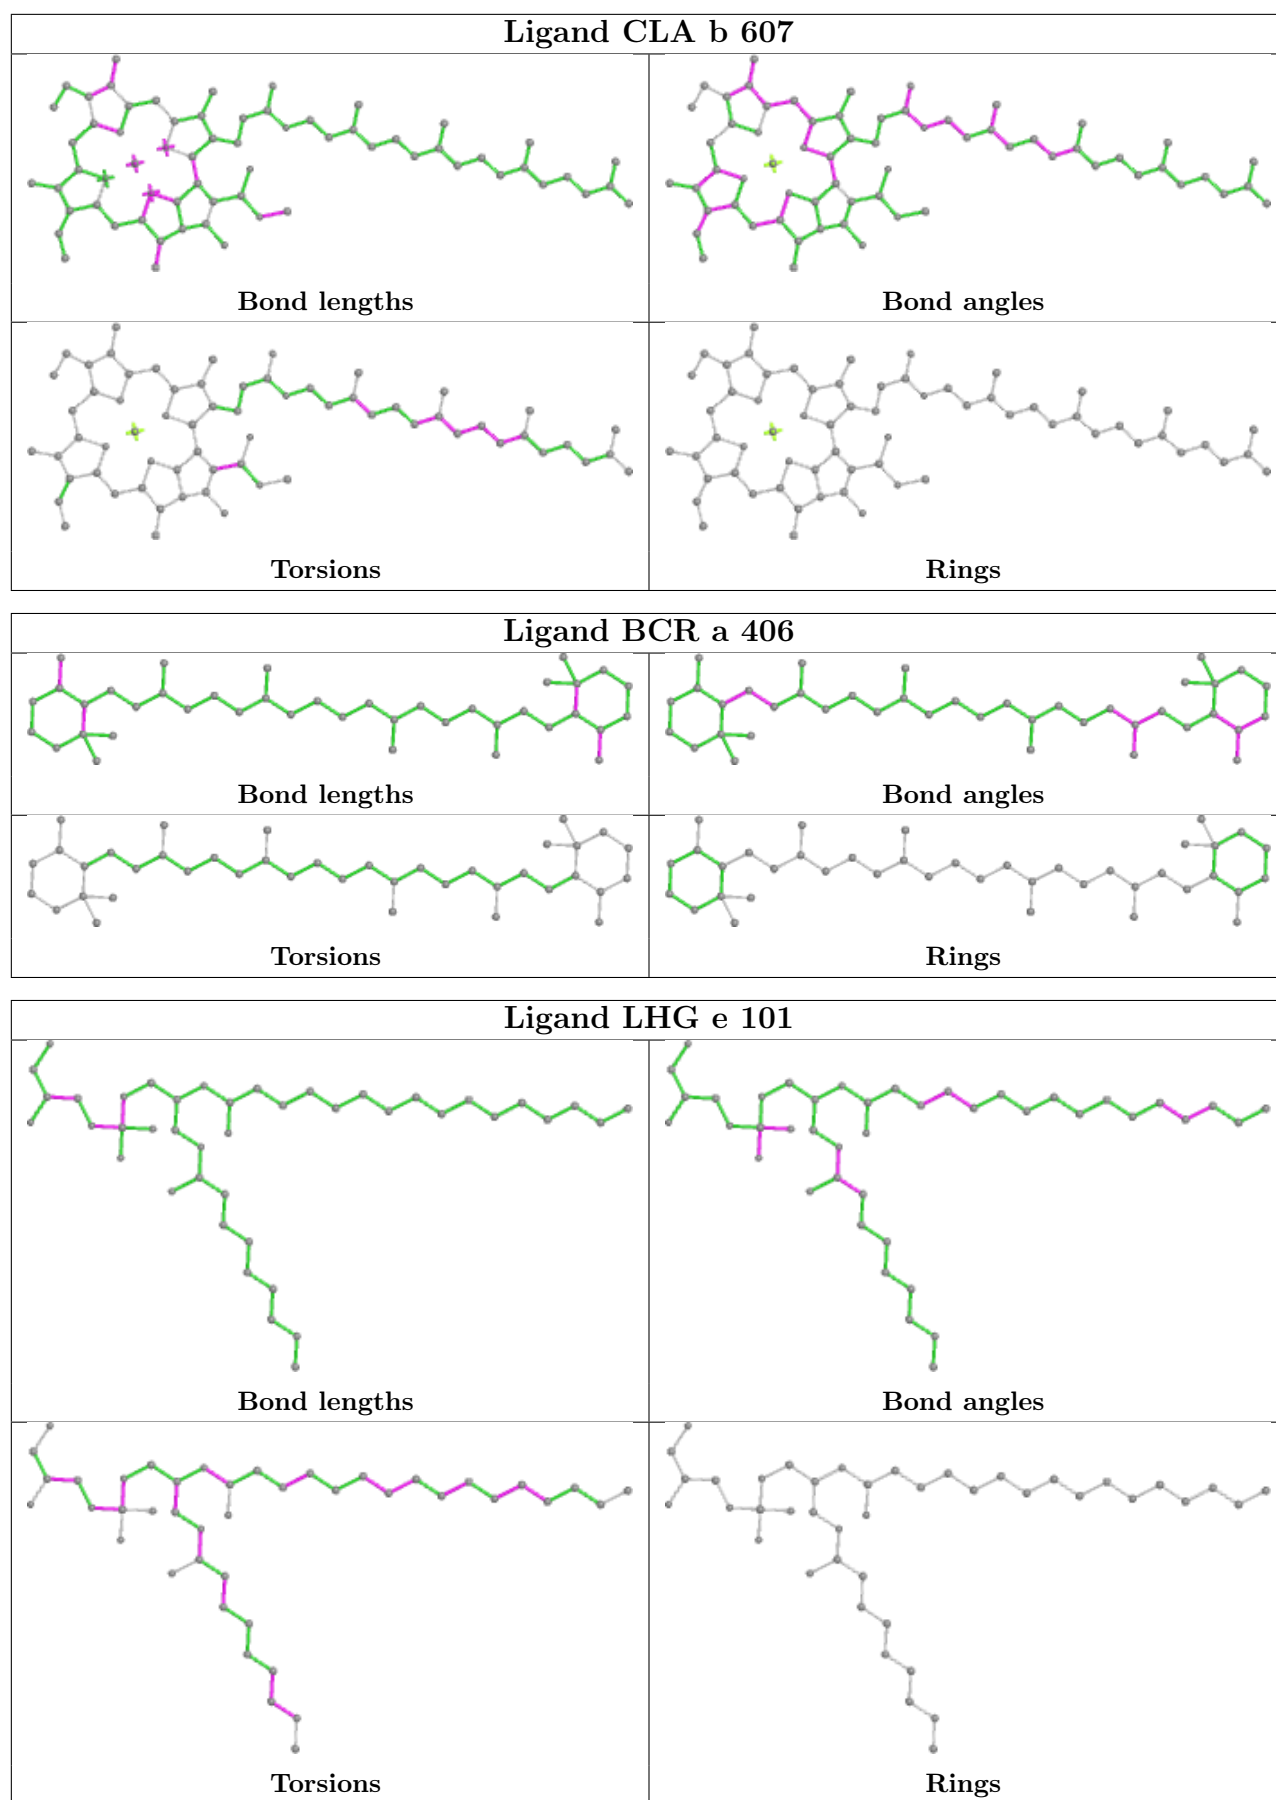 Ligand CLA b 607
Bond lengths
Bond angles
Torsions
Rings
Ligand BCR a 406
Bond lengths
Bond angles
Torsions
Rings
Ligand LHG e 101
Bond lengths
Bond angles
Torsions
Rings